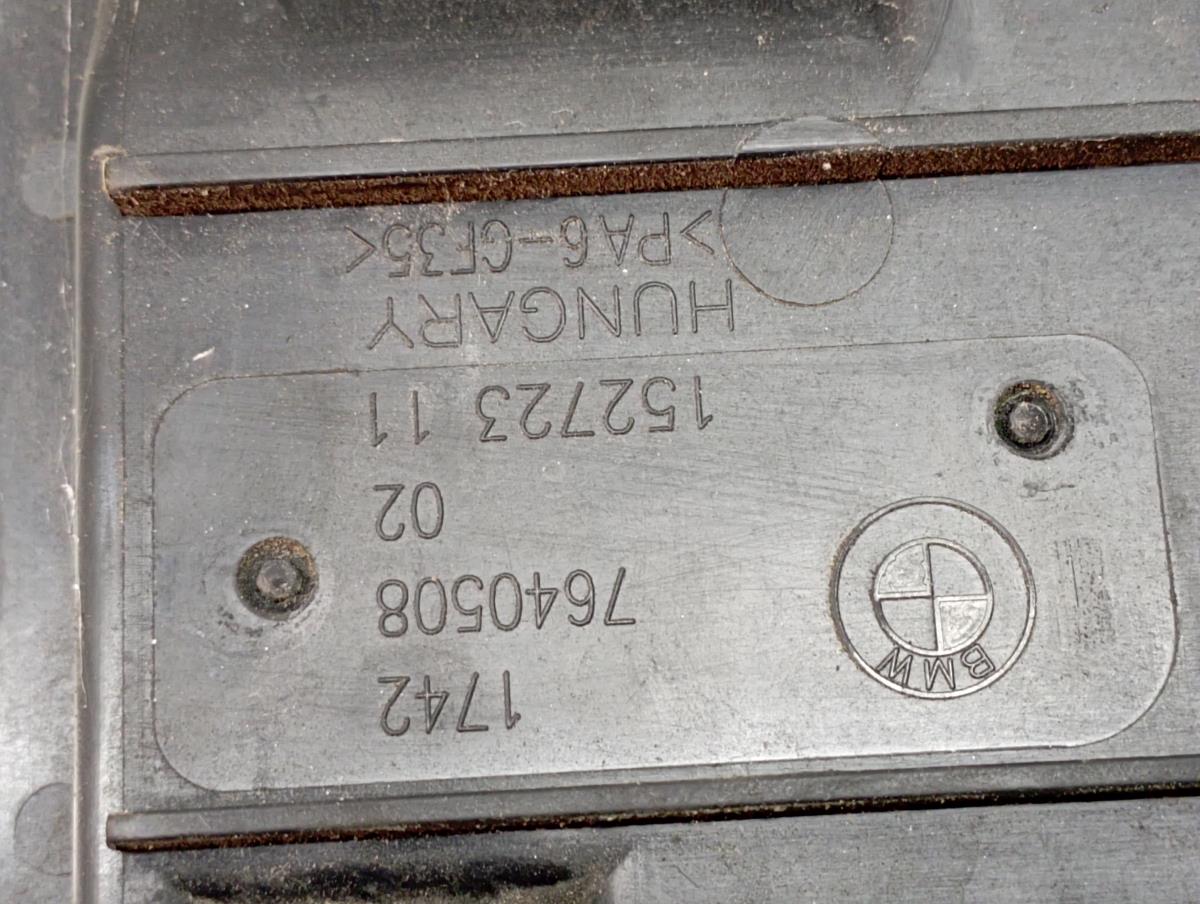 BMW
1742
7640508
02
152723 11
HUNGARY
>PA6-GF35<